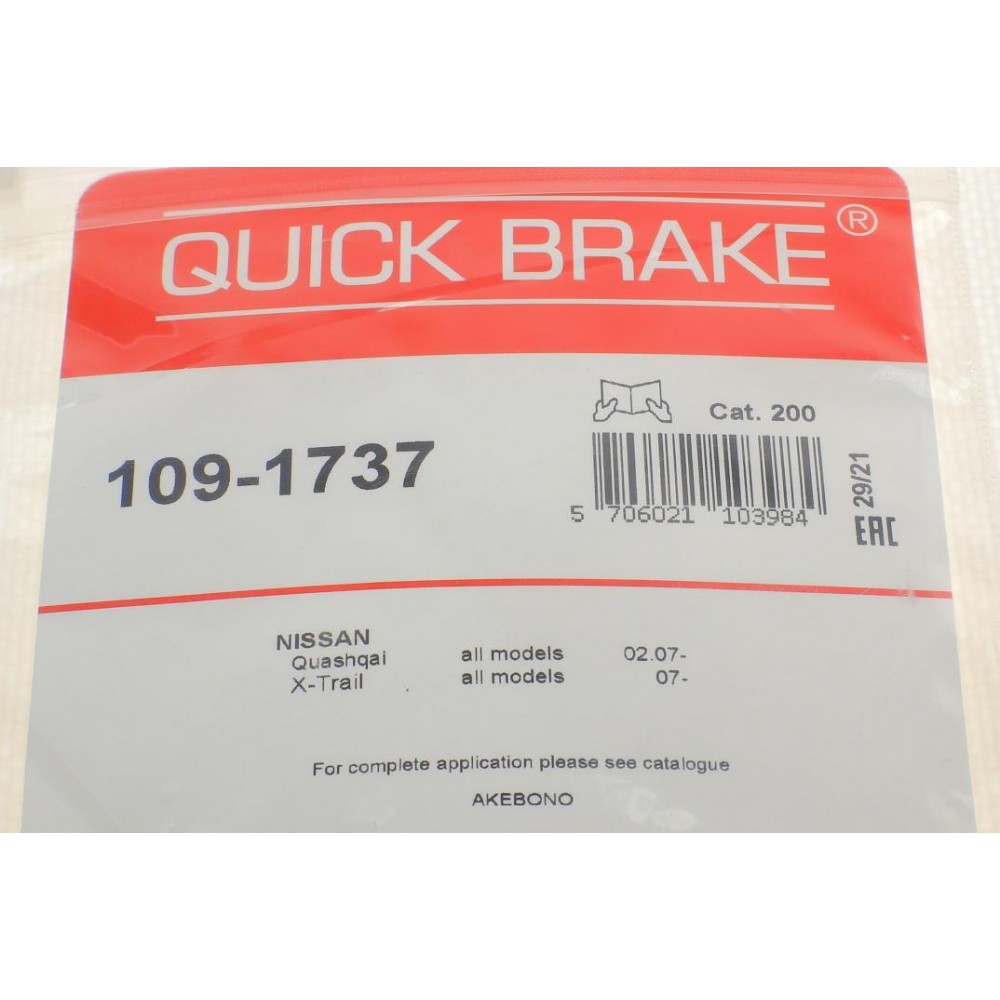 QUICK BRAKE®
Cat. 200
109-1737
5 706021 103984
29/21
EAC
NISSAN
Quashqai all models 02.07-
X-Trail all models 07-
For complete application please see catalogue
AKEBONO